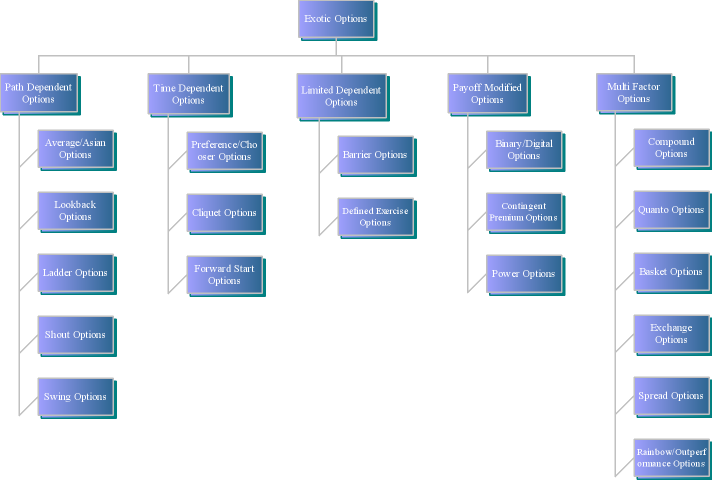 Exotic Options
Path Dependent
Options
Time Dependent
Options
Limited Dependent
Options
Payoff Modified
Options
Multi Factor
Options
Average/Asian
Options
Lookback
Options
Ladder Options
Shout Options
Swing Options
Preference/Cho
oser Options
Cliquet Options
Forward Start
Options
Barrier Options
Defined Exercise
Options
Binary/Digital
Options
Contingent
Premium Options
Power Options
Compound
Options
Quanto Options
Basket Options
Exchange
Options
Spread Options
Rainbow/Outperf
ormance Options